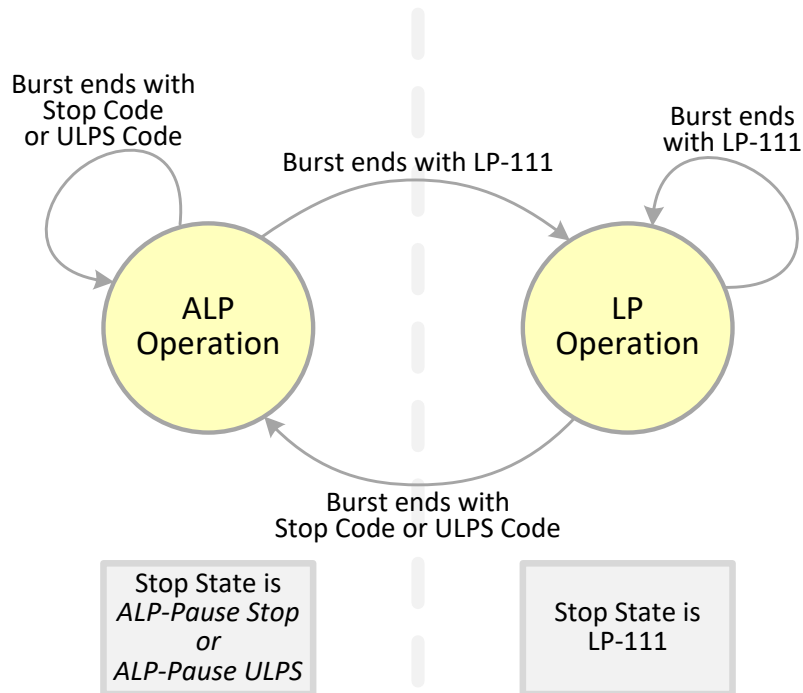 Burst ends with
Stop Code
or ULPS Code
Burst ends with LP-111
Burst ends
with LP-111
ALP
Operation
LP
Operation
Burst ends with
Stop Code or ULPS Code
Stop State is
ALP-Pause Stop
or
ALP-Pause ULPS
Stop State is
LP-111